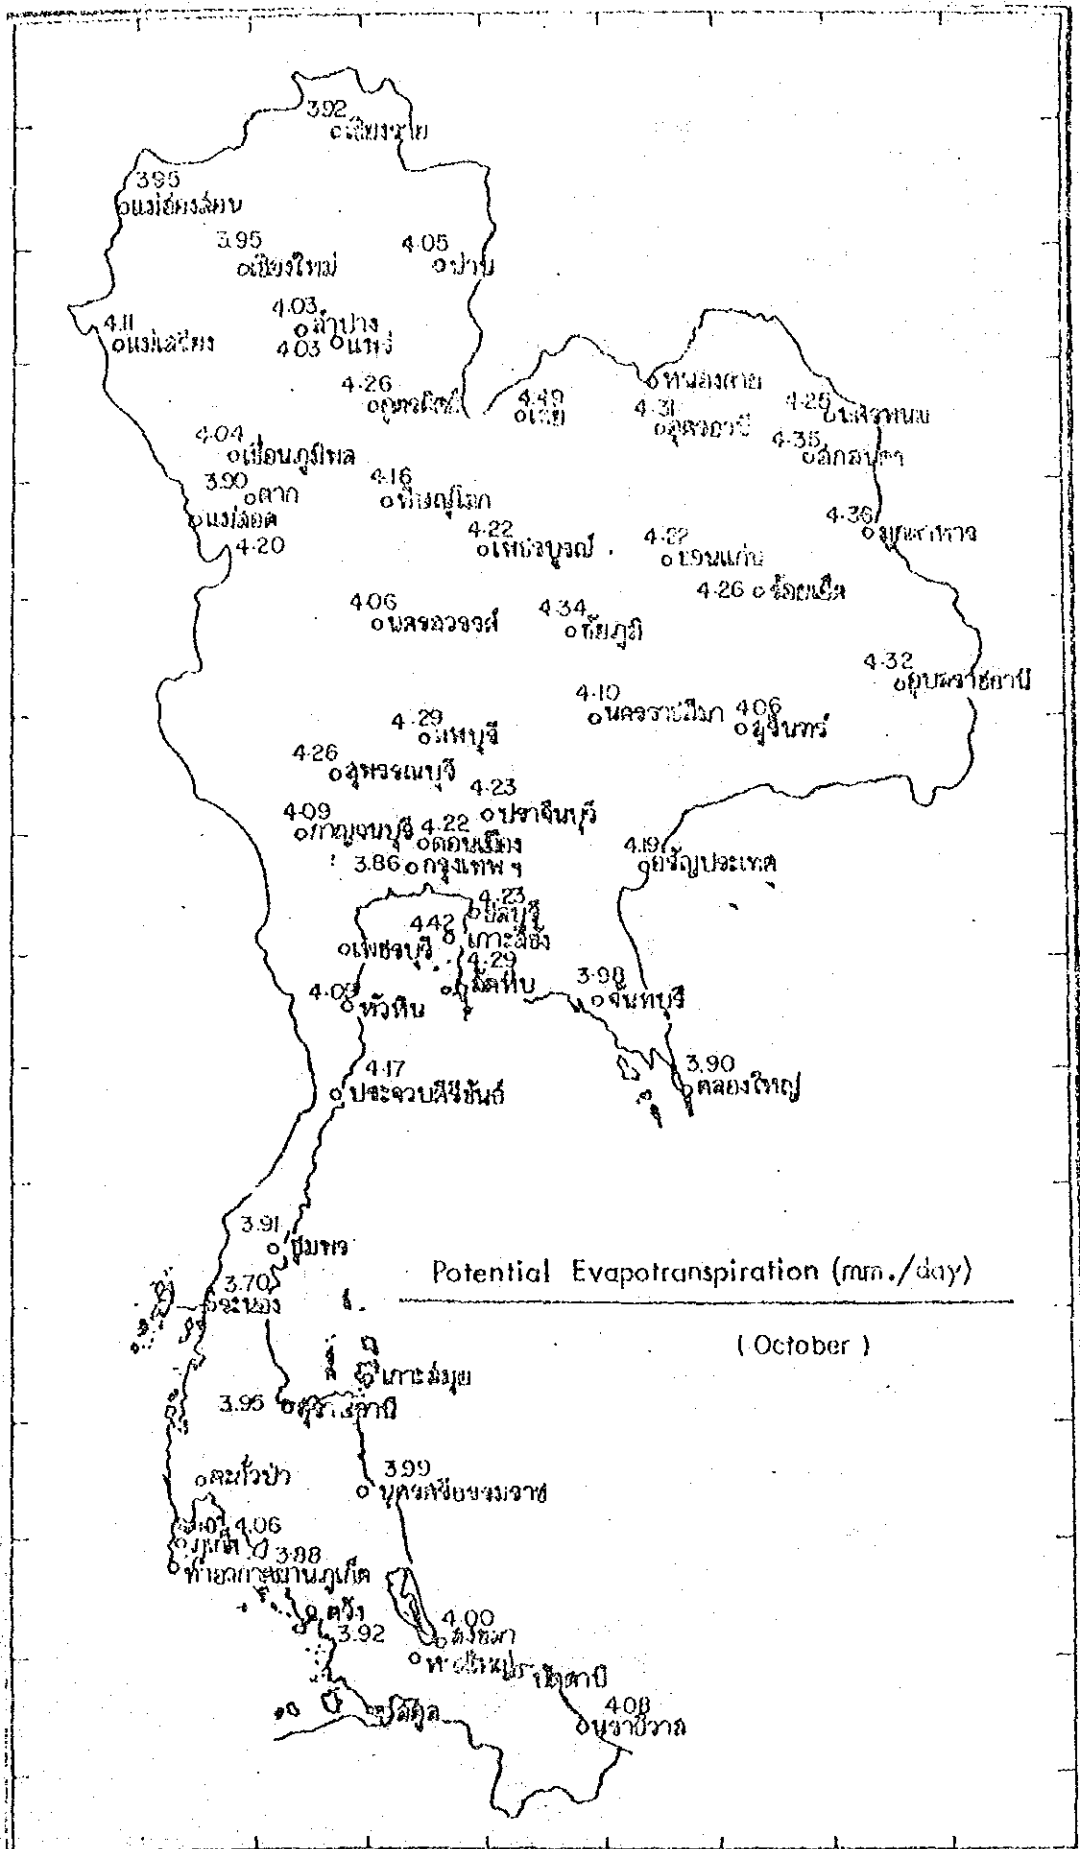 3.92
เชียงราย
3.95
แม่ฮ่องสอน
3.95
เชียงใหม่
4.05
น่าน
4.03
ลำปาง
4.11
แม่สะเรียง
4.03
แพร่
4.26
อุตรดิตถ์
4.49
เลย
หนองคาย
4.31
อุดรธานี
4.25
นครพนม
4.35
สกลนคร
4.04
เขื่อนภูมิพล
3.90
ตาก
4.16
พิษณุโลก
แม่สอด
4.20
4.22
เพชรบูรณ์
ขอนแก่น
4.36
มุกดาหาร
4.26 ร้อยเอ็ด
4.06
นครสวรรค์
4.34
ชัยภูมิ
4.32
อุบลราชธานี
4.10
นครราชสีมา
4.06
สุรินทร์
4.29
ลพบุรี
4.26
สุพรรณบุรี
4.23
ปราจีนบุรี
4.09
กาญจนบุรี
4.22
ดอนเมือง
3.86 กรุงเทพ ฯ
4.19
อรัญประเทศ
4.23
ชลบุรี
4.42
เกาะสีชัง
เพชรบุรี
4.29
สัตหีบ
4.09
หัวหิน
3.98
จันทบุรี
4.17
ประจวบคีรีขันธ์
3.90
คลองใหญ่
3.91
ชุมพร
Potential Evapotranspiration (mm./day)
3.70
ระนอง
( October )
เกาะสมุย
3.95 สุราษฎร์ธานี
ตะกั่วป่า
3.99
นครศรีธรรมราช
4.06
ภูเก็ต
3.88
ท่าอากาศยานภูเก็ต
ตรัง
3.92
4.00
สงขลา
หาดใหญ่
ปัตตานี
สตูล
4.08
นราธิวาส